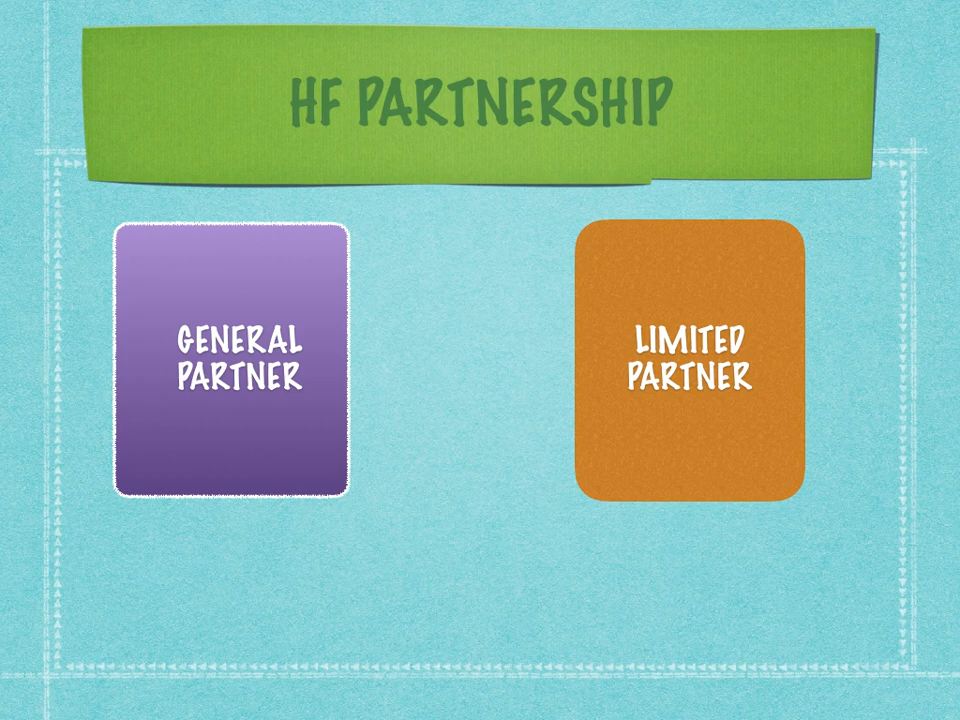 HF PARTNERSHIP
GENERAL
PARTNER
LIMITED
PARTNER